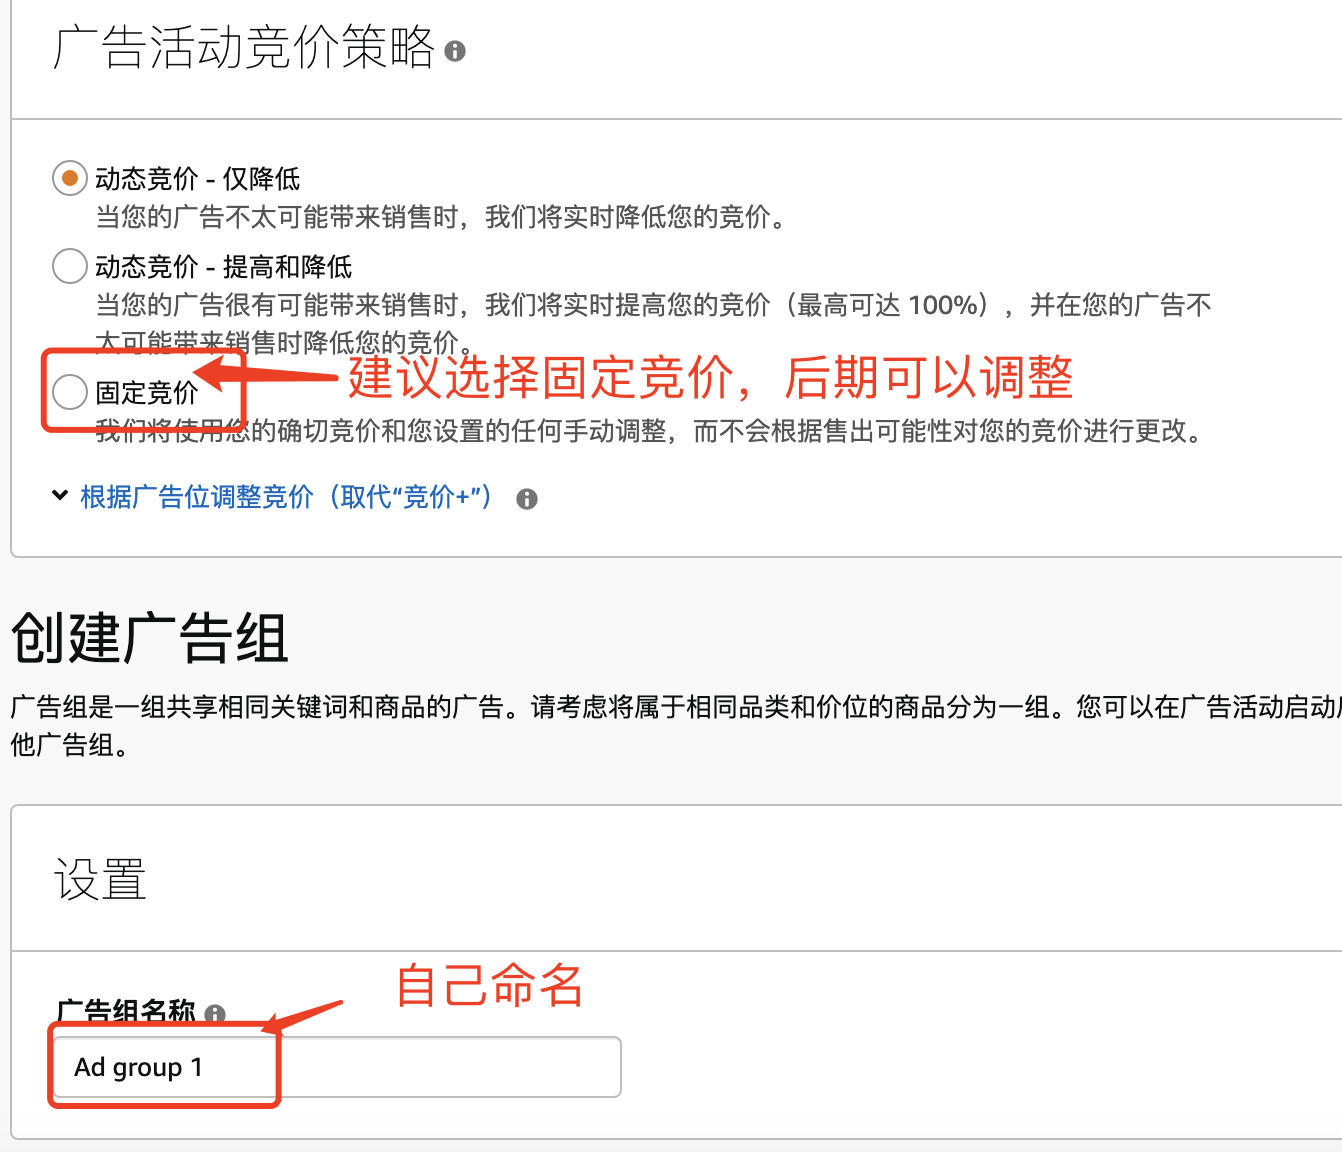 广告活动竞价策略
动态竞价 - 仅降低
当您的广告不太可能带来销售时，我们将实时降低您的竞价。
动态竞价 - 提高和降低
当您的广告很有可能带来销售时，我们将实时提高您的竞价（最高可达 100%），并在您的广告不
太可能带来销售时降低您的竞价。
建议选择固定竞价，后期可以调整
固定竞价
我们将使用您的确切竞价和您设置的任何手动调整，而不会根据售出可能性对您的竞价进行更改。
根据广告位调整竞价（取代“竞价+”）
创建广告组
广告组是一组共享相同关键词和商品的广告。请考虑将属于相同品类和价位的商品分为一组。您可以在广告活动启动
他广告组。
设置
自己命名
广告组名称
Ad group 1